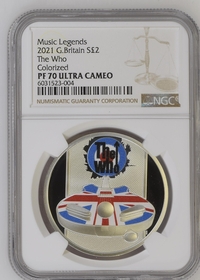 Music Legends
2021 G.Britain S£2
The Who
Colorized
PF 70 ULTRA CAMEO
6031523-004
NUMISMATIC GUARANTY CORPORATION
NGC
The
Who